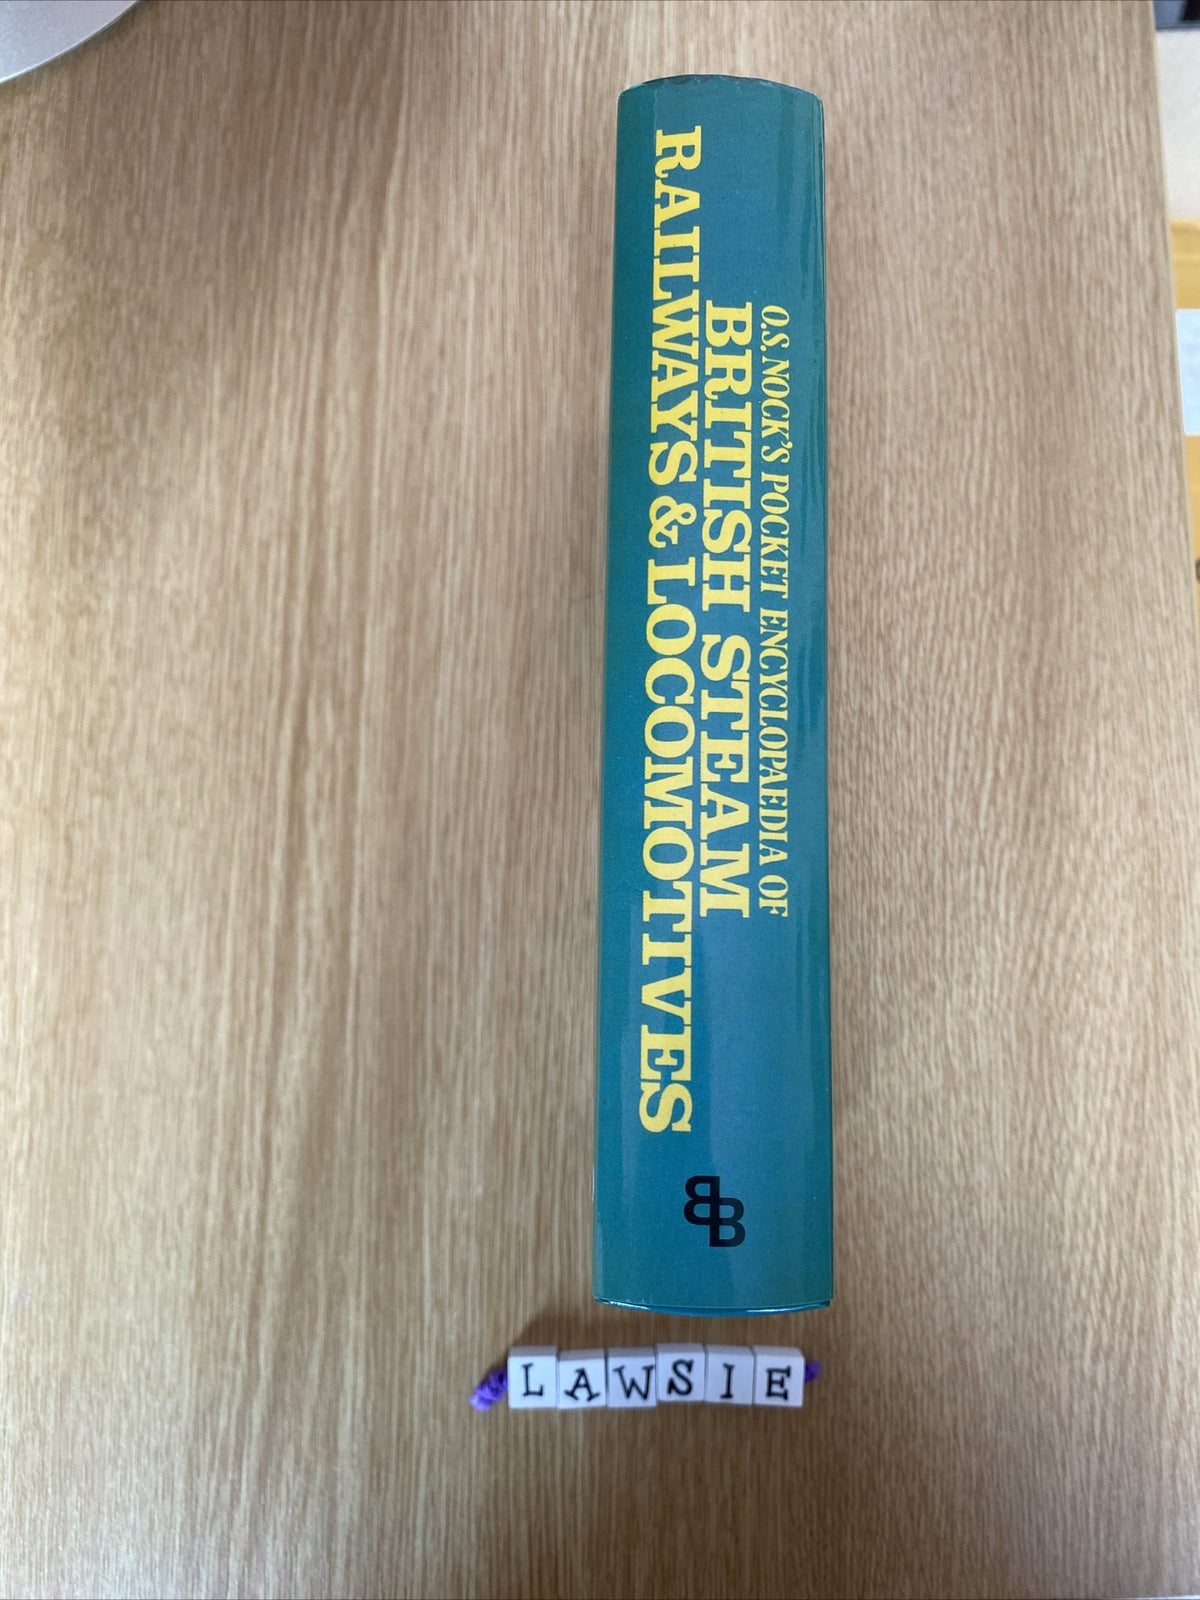 O.S. NOCK'S POCKET ENCYCLOPAEDIA OF
BRITISH STEAM
RAILWAYS & LOCOMOTIVES
BB
LAWSIE